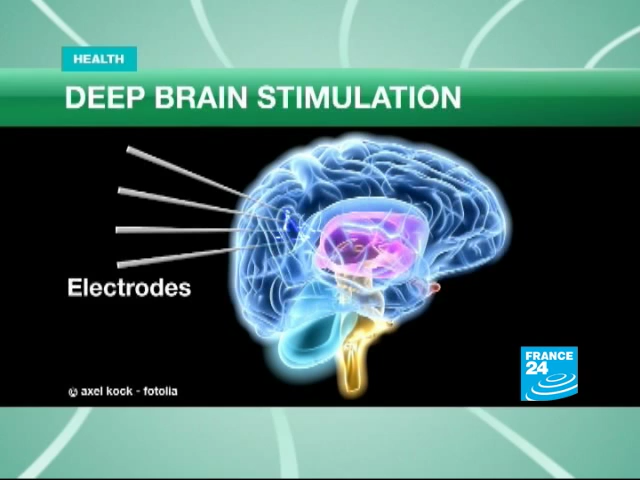 HEALTH
DEEP BRAIN STIMULATION
Electrodes
© axel kock - fotolia
FRANCE
24